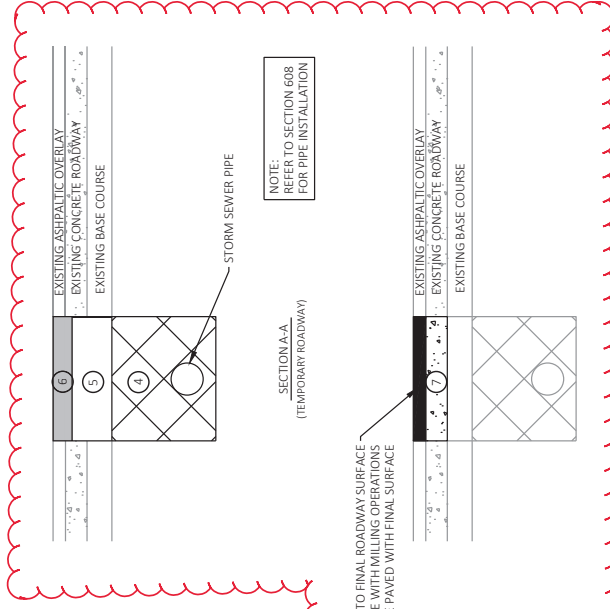 EXISTING ASHPALTIC OVERLAY
EXISTING CONCRETE ROADWAY
EXISTING BASE COURSE
6
5
4
STORM SEWER PIPE
NOTE:
REFER TO SECTION 608
FOR PIPE INSTALLATION
SECTION A-A
(TEMPORARY ROADWAY)
EXISTING ASHPALTIC OVERLAY
EXISTING CONCRETE ROADWAY
EXISTING BASE COURSE
7
TO FINAL ROADWAY SURFACE
E WITH MILLING OPERATIONS
E PAVED WITH FINAL SURFACE